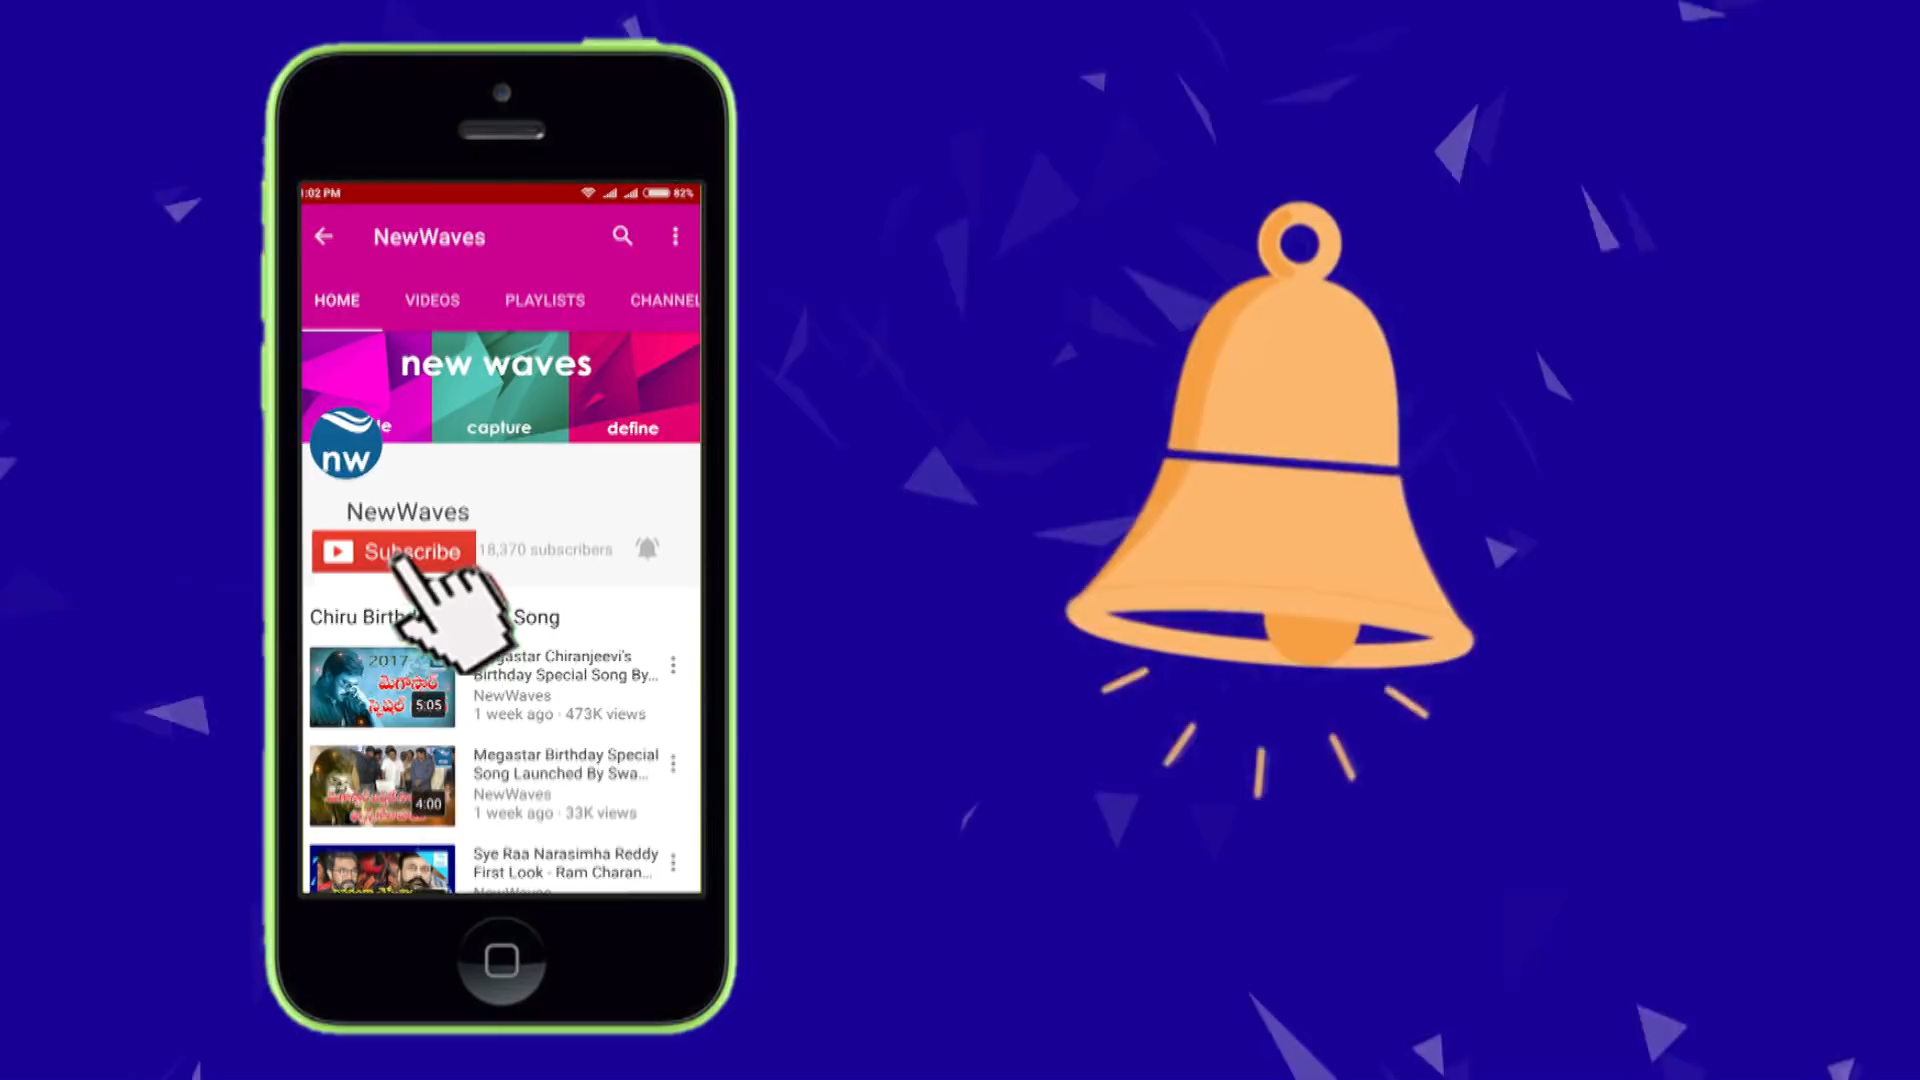 1:02 PM 82%
NewWaves
HOME VIDEOS PLAYLISTS CHANNEL
new waves
capture define
nw
NewWaves
Subscribe 18,370 subscribers
Chiru Song
2017
మెగాస్టార్
స్పెషల్
5:05
Chiranjeevi's
Birthday Special Song By...
NewWaves
1 week ago · 473K views
4:00
Megastar Birthday Special
Song Launched By Swa...
NewWaves
1 week ago · 33K views
Sye Raa Narasimha Reddy
First Look - Ram Charan...
NewWaves